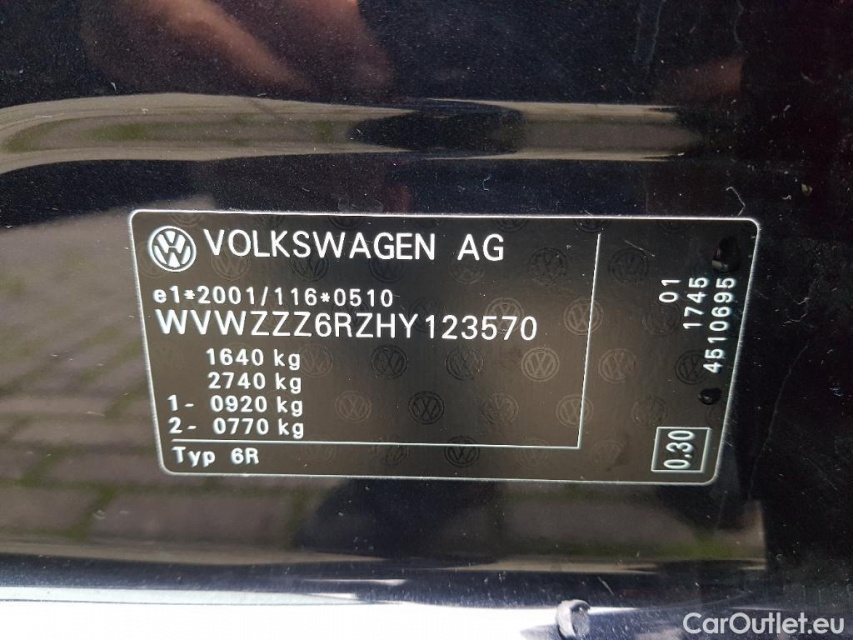 VOLKSWAGEN AG
e1*2001/116*0510
WVWZZZ6RZHY123570
1640 kg
2740 kg
1- 0920 kg
2- 0770 kg
Typ 6R
01
1745
4510695
0.30
CarOutlet.eu